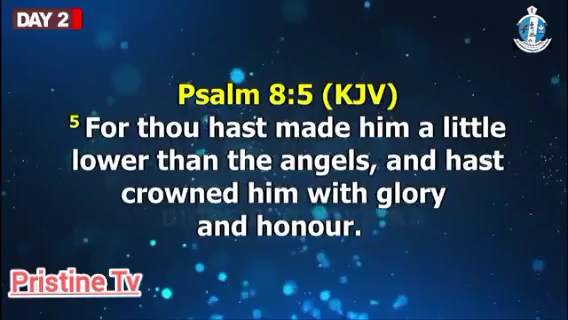 DAY 2
Psalm 8:5 (KJV)
5 For thou hast made him a little
lower than the angels, and hast
crowned him with glory
and honour.
Pristine Tv